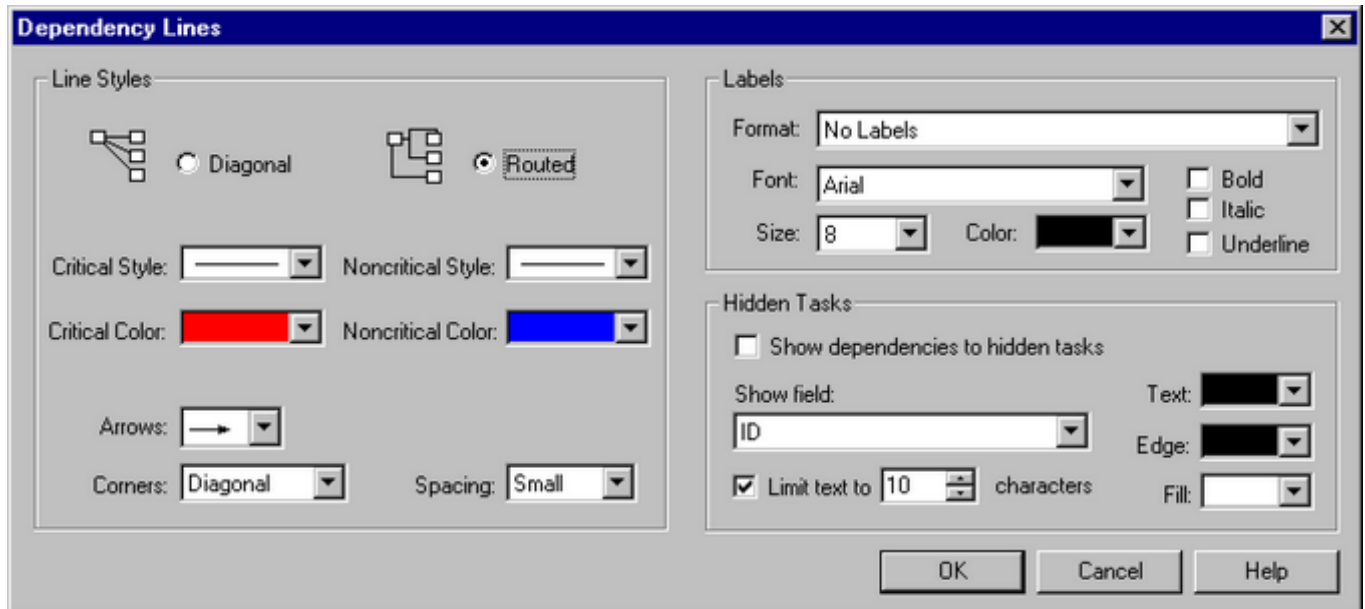 Dependency Lines
Line Styles
Diagonal
Routed
Critical Style:
Noncritical Style:
Critical Color:
Noncritical Color:
Arrows:
Corners: Diagonal
Spacing: Small
Labels
Format: No Labels
Font: Arial
Bold
Italic
Size: 8
Color:
Underline
Hidden Tasks
Show dependencies to hidden tasks
Show field:
Text:
ID
Edge:
Limit text to 10 characters
Fill:
OK
Cancel
Help